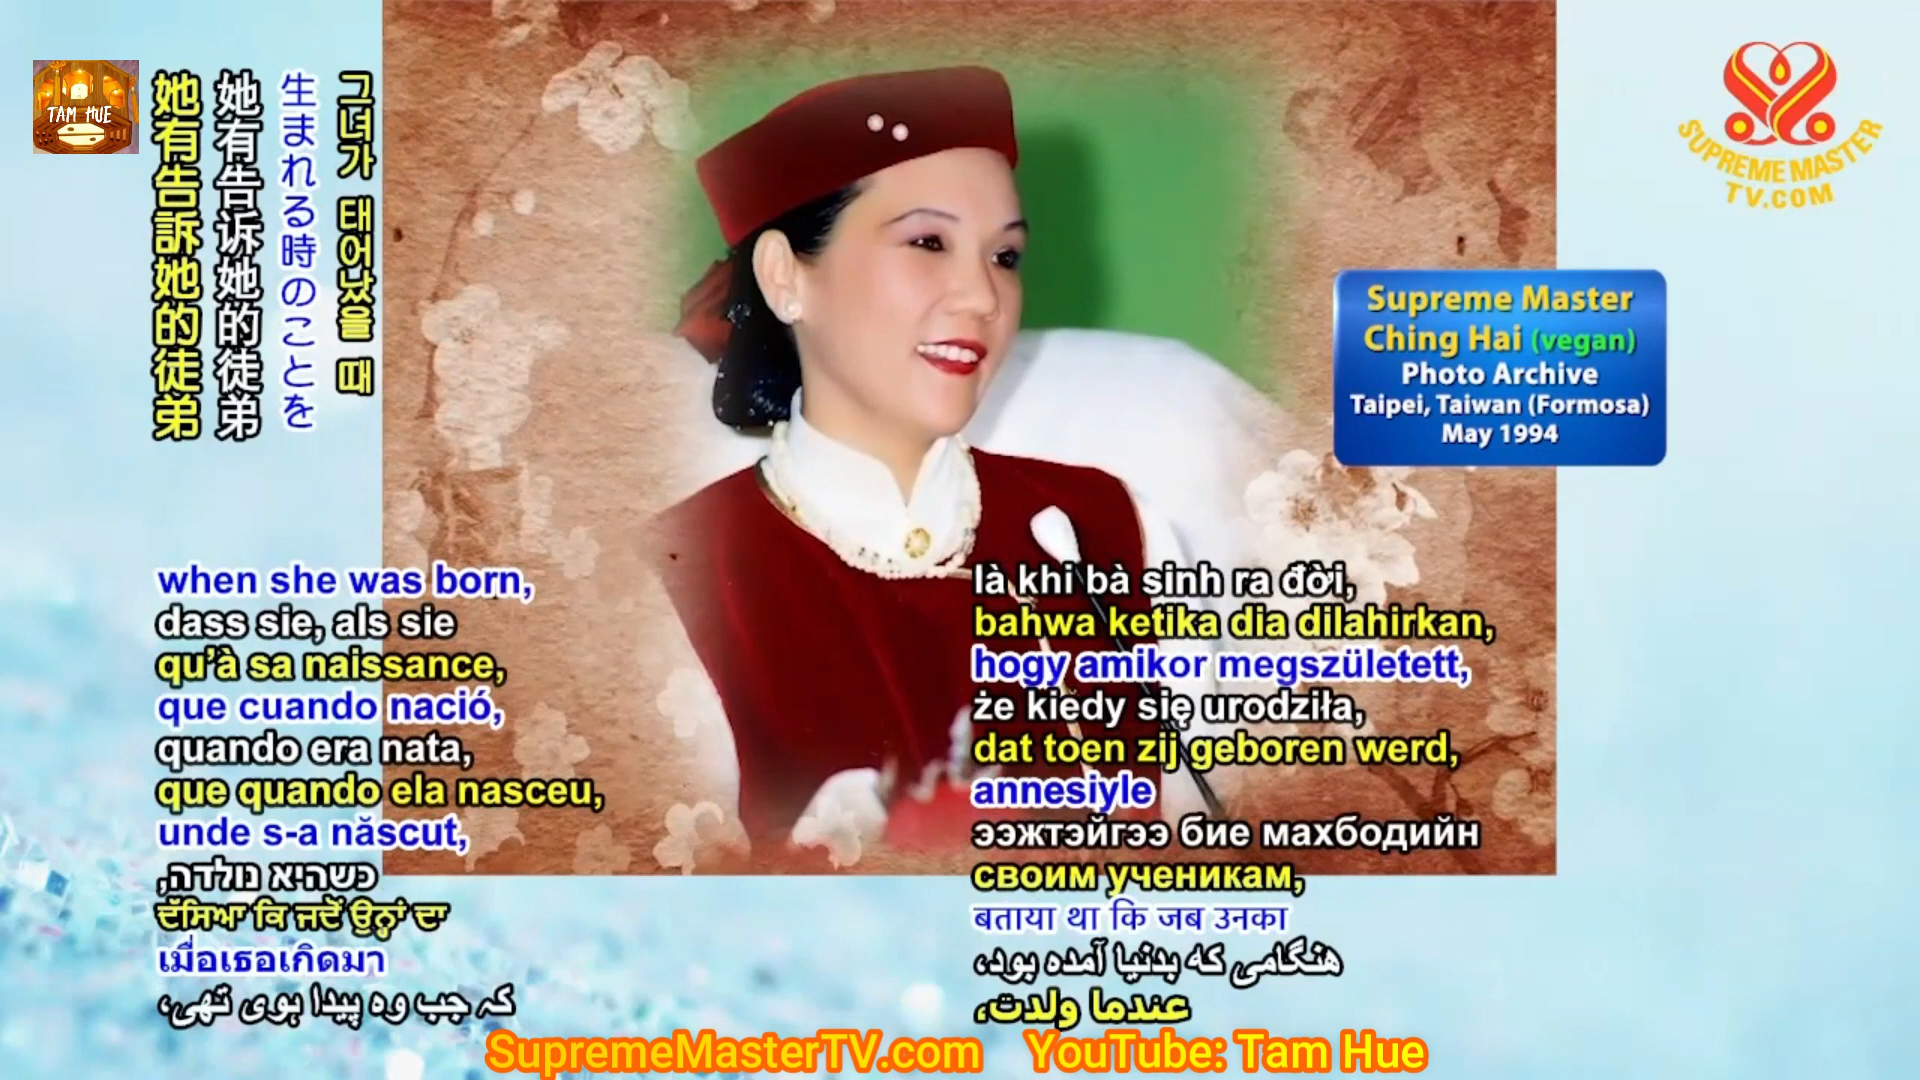 TAM HUE
그녀가 태어났을 때
生まれる時のことを
她有告诉她的徒弟
她有告訴她的徒弟
SUPREME MASTER
TV.COM
Supreme Master
Ching Hai (vegan)
Photo Archive
Taipei, Taiwan (Formosa)
May 1994
when she was born,
dass sie, als sie
qu’à sa naissance,
que cuando nació,
quando era nata,
que quando ela nasceu,
unde s-a născut,
כשהיא נולדה,
ਦੱਸਿਆ ਕਿ ਜਦੋਂ ਉਨ੍ਹਾਂ ਦਾ
เมื่อเธอเกิดมา
کہ جب وہ پیدا ہوی تھی،
là khi bà sinh ra đời,
bahwa ketika dia dilahirkan,
hogy amikor megszületett,
że kiedy się urodziła,
dat toen zij geboren werd,
annesiyle
ээжтэйгээ бие махбодийн
своим ученикам,
बताया था कि जब उनका
هنگامی که بدنیا آمده بود،
عندما ولدت،
SupremeMasterTV.com YouTube: Tam Hue